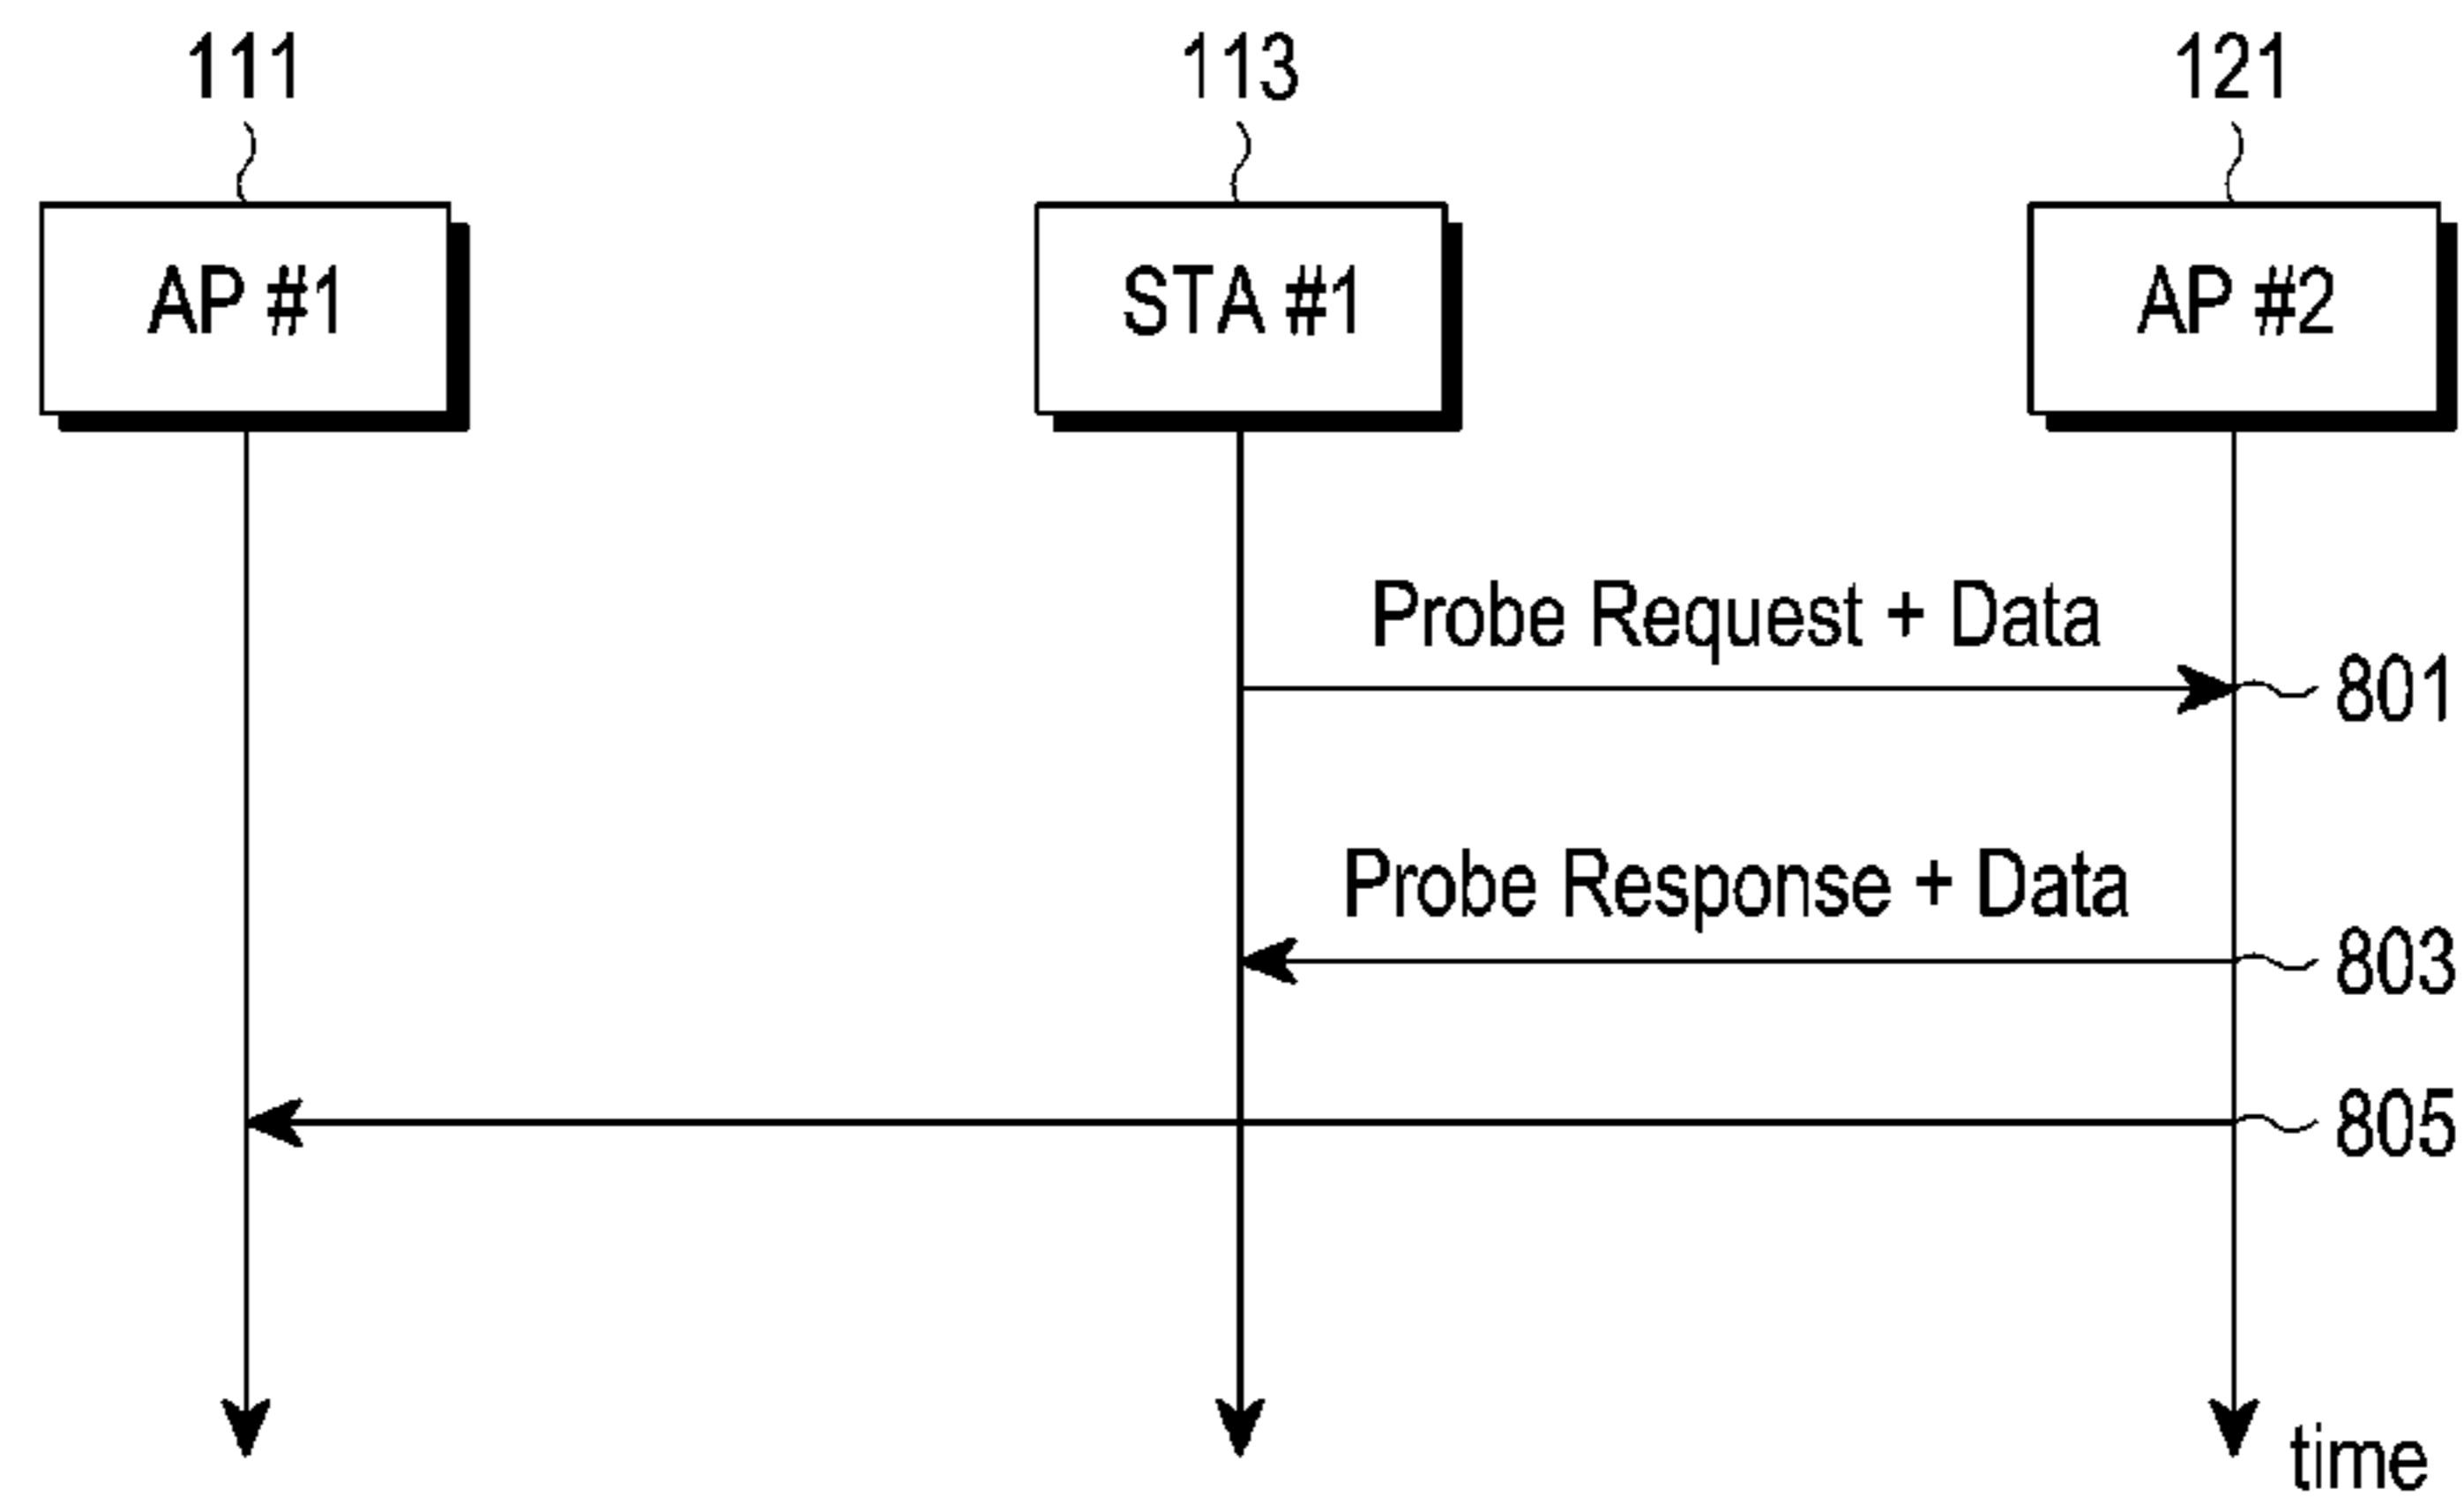 111
113
121
AP #1
STA #1
AP #2
Probe Request + Data
801
Probe Response + Data
803
805
time